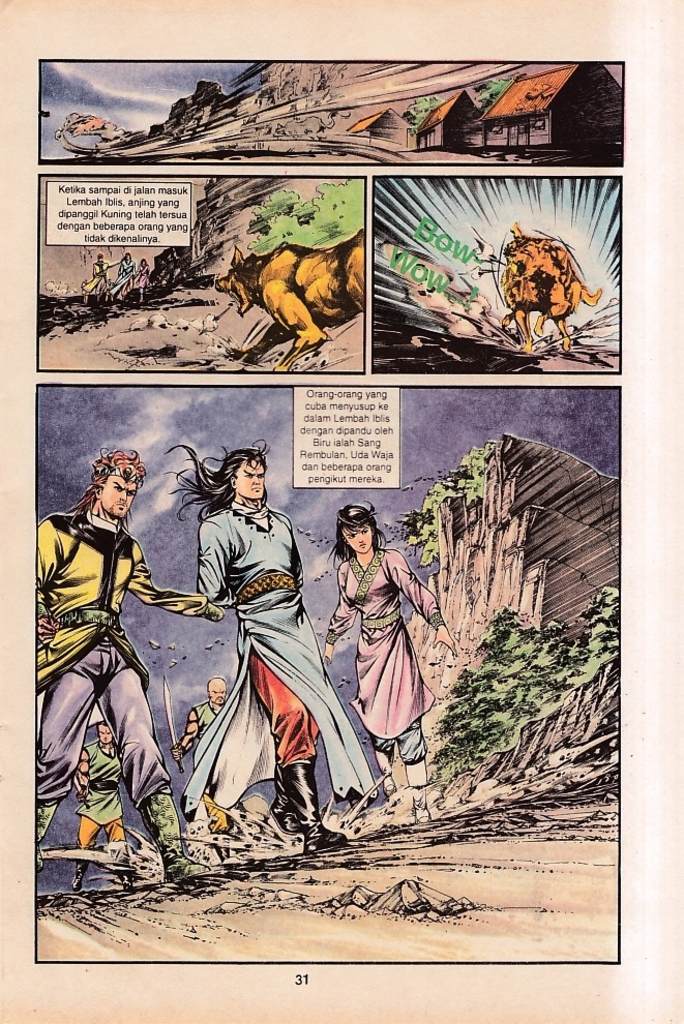 Ketika sampai di jalan masuk
Lembah Iblis, anjing yang
dipanggil Kuning telah tersua
dengan beberapa orang yang
tidak dikenalinya.
Bow
wow...!
Orang-orang yang
cuba menyusup ke
dalam Lembah Iblis
dengan dipandu oleh
Biru ialah Sang
Rembulan, Uda Waja
dan beberapa orang
pengikut mereka.
31